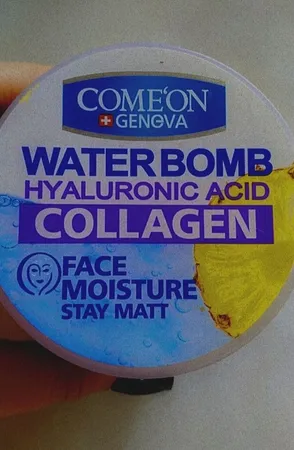 COME'ON
GENEVA
WATER BOMB
HYALURONIC ACID
COLLAGEN
FACE
MOISTURE
STAY MATT